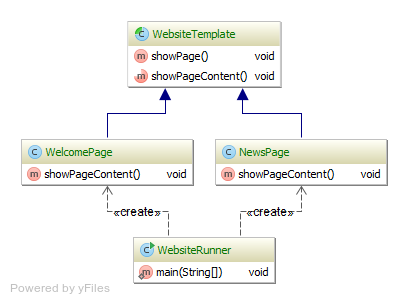 C WebsiteTemplate
m showPage() void
m showPageContent() void
C WelcomePage
m showPageContent() void
C NewsPage
m showPageContent() void
«create»
«create»
C WebsiteRunner
m main(String[]) void
Powered by yFiles